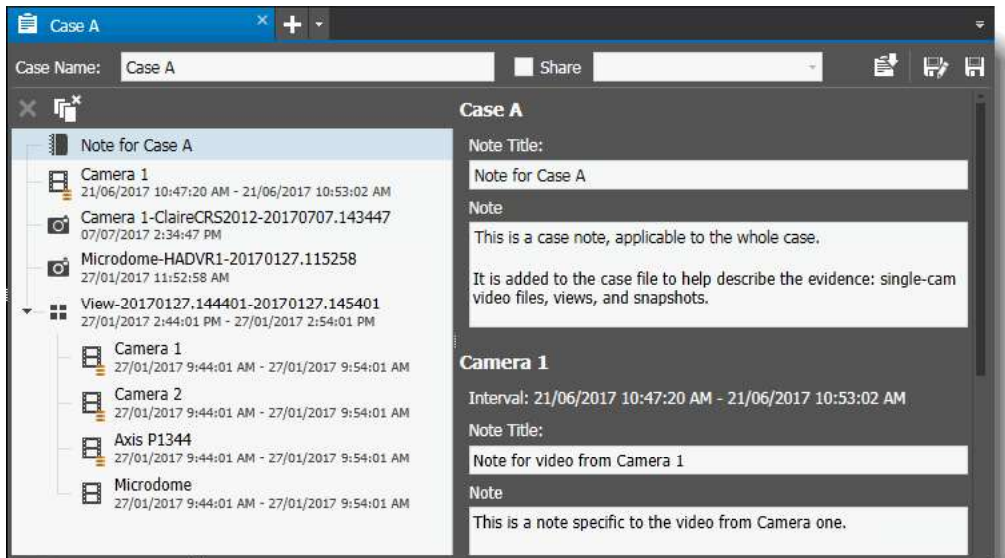 Case A
Case Name: Case A Share
Note for Case A
Camera 1
21/06/2017 10:47:20 AM - 21/06/2017 10:53:02 AM
Camera 1-ClaireCRS2012-20170707.143447
07/07/2017 2:34:47 PM
Microdome-HADVR1-20170127.115258
27/01/2017 11:52:58 AM
View-20170127.144401-20170127.145401
27/01/2017 2:44:01 PM - 27/01/2017 2:54:01 PM
Camera 1
27/01/2017 9:44:01 AM - 27/01/2017 9:54:01 AM
Camera 2
27/01/2017 9:44:01 AM - 27/01/2017 9:54:01 AM
Axis P1344
27/01/2017 9:44:01 AM - 27/01/2017 9:54:01 AM
Microdome
27/01/2017 9:44:01 AM - 27/01/2017 9:54:01 AM
Case A
Note Title:
Note for Case A
Note
This is a case note, applicable to the whole case.
It is added to the case file to help describe the evidence: single-cam
video files, views, and snapshots.
Camera 1
Interval: 21/06/2017 10:47:20 AM - 21/06/2017 10:53:02 AM
Note Title:
Note for video from Camera 1
Note
This is a note specific to the video from Camera one.